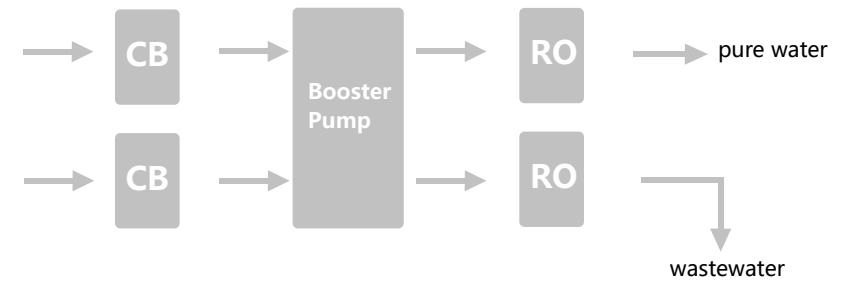 CB
Booster
Pump
RO
pure water
CB
RO
wastewater